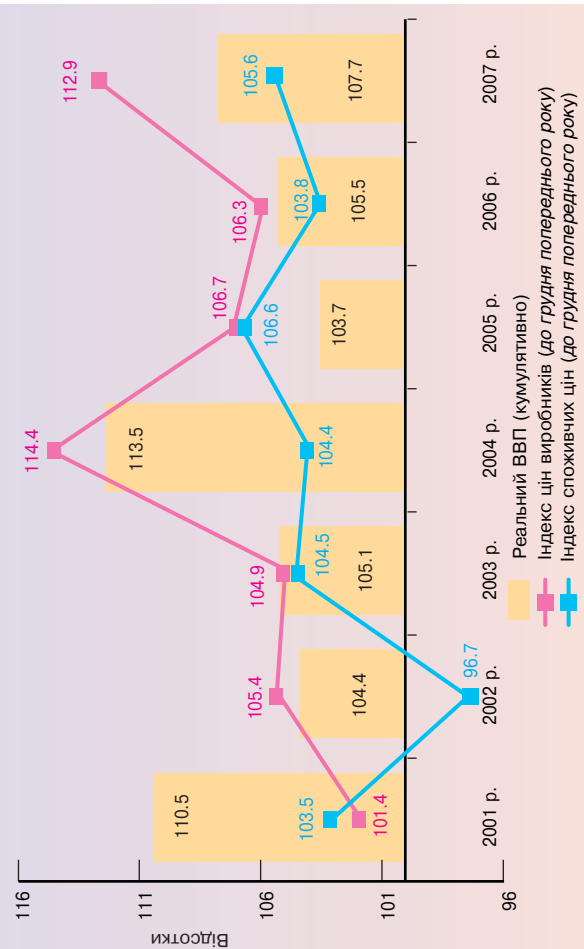 116
111
106
101
96
Відсотки
110.5
104.4
105.1
113.5
103.7
105.5
107.7
101.4
105.4
104.9
114.4
106.7
106.3
112.9
103.5
96.7
104.5
104.4
106.6
103.8
105.6
2001 р.
2002 р.
2003 р.
2004 р.
2005 р.
2006 р.
2007 р.
Реальний ВВП (кумулятивно)
Індекс цін виробників (до грудня попереднього року)
Індекс споживчих цін (до грудня попереднього року)